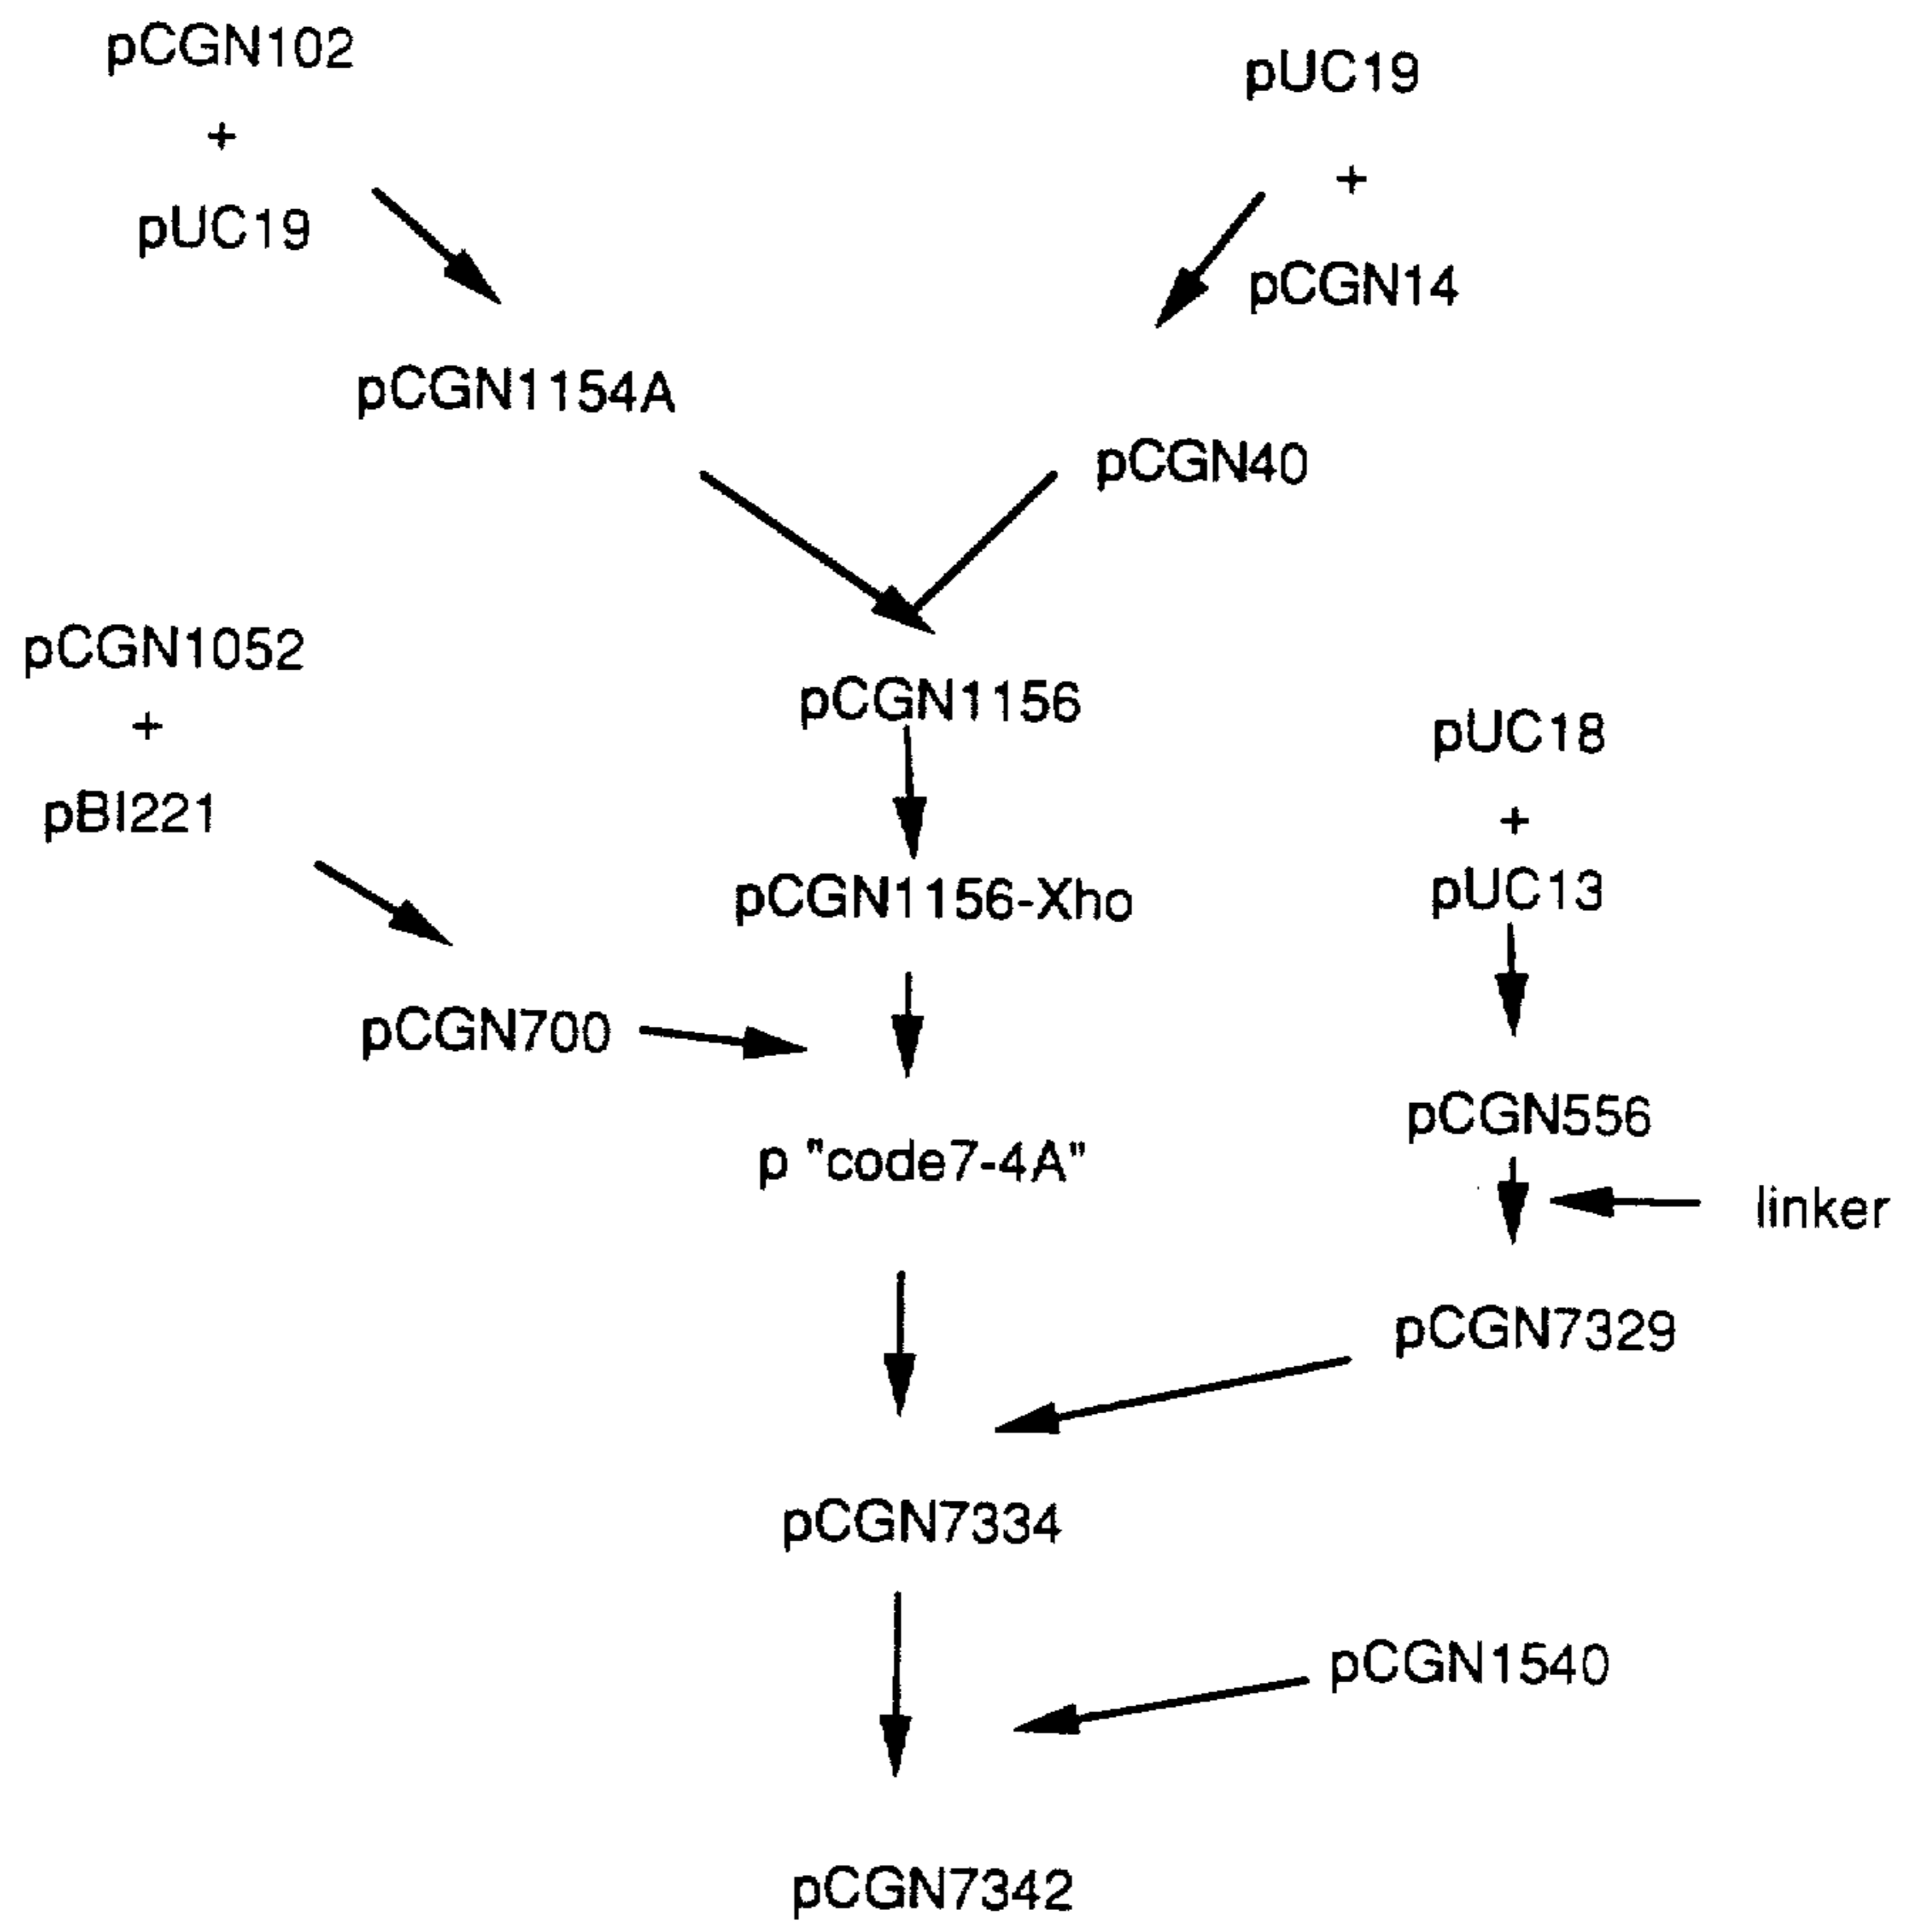 pCGN102
pUC19
+
+
pUC19
pCGN14
pCGN1154A
pCGN40
pCGN1052
pCGN1156
+
pUC18
pBI221
+
pCGN1156-Xho
pUC13
pCGN700
pCGN556
p "code7-4A"
linker
pCGN7329
pCGN7334
pCGN1540
pCGN7342